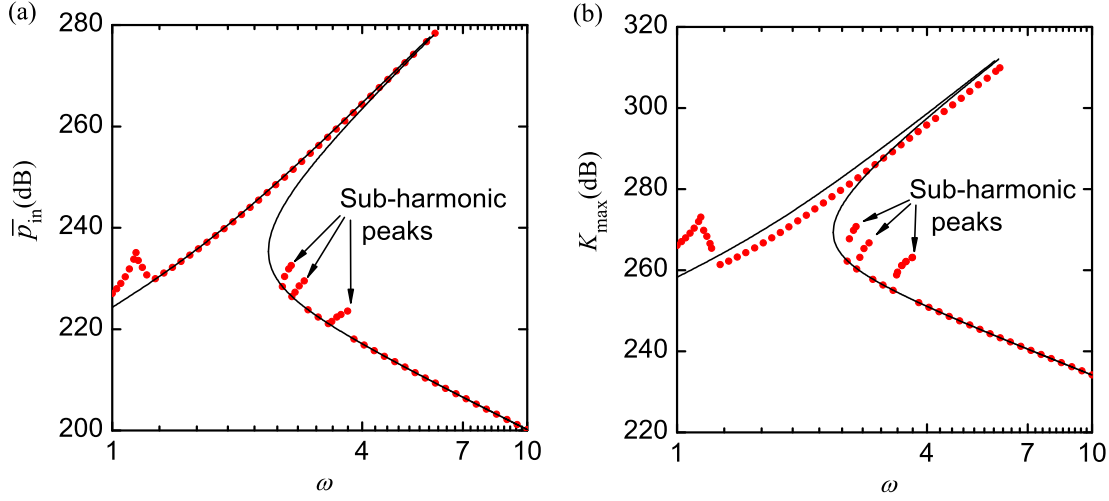 (a)
280
260
240
220
200
p̅in(dB)
Sub-harmonic
peaks
1
4
7
10
ω
(b)
320
300
280
260
240
220
Kmax(dB)
Sub-harmonic
peaks
1
4
7
10
ω